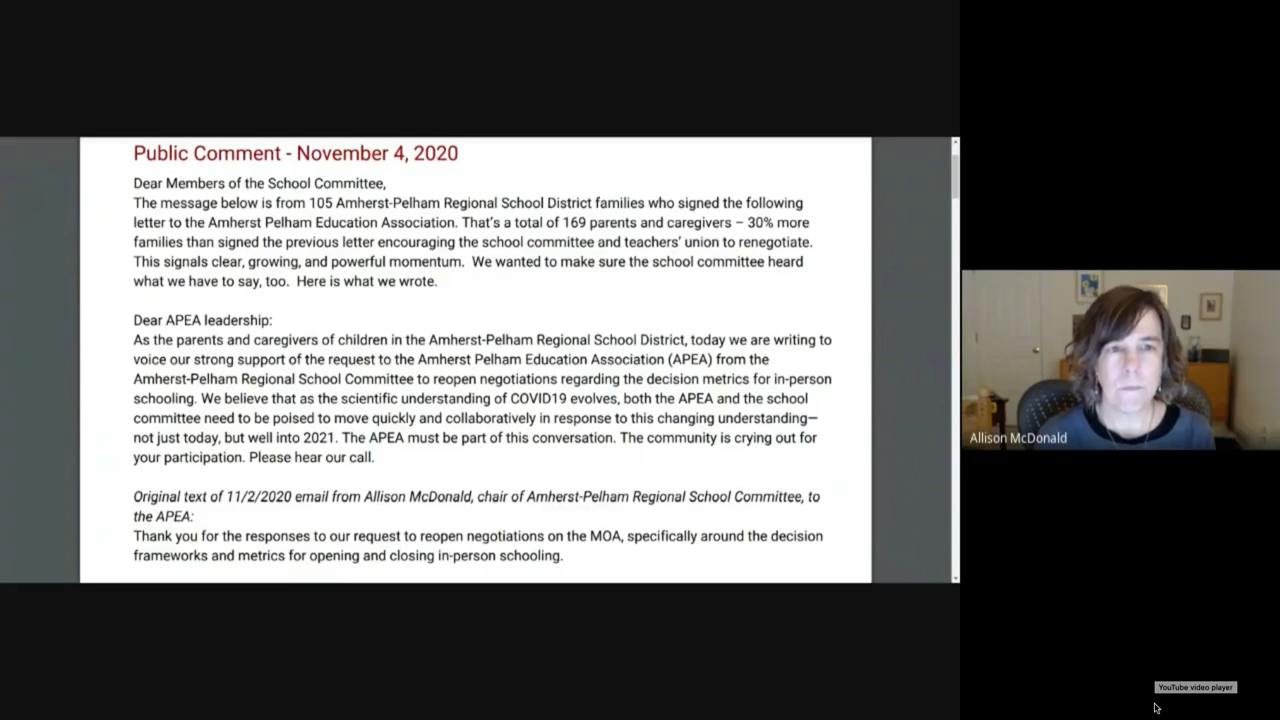 Public Comment - November 4, 2020
Dear Members of the School Committee,
The message below is from 105 Amherst-Pelham Regional School District families who signed the following
letter to the Amherst Pelham Education Association. That's a total of 169 parents and caregivers – 30% more
families than signed the previous letter encouraging the school committee and teachers' union to renegotiate.
This signals clear, growing, and powerful momentum.  We wanted to make sure the school committee heard
what we have to say, too.  Here is what we wrote.
Dear APEA leadership:
As the parents and caregivers of children in the Amherst-Pelham Regional School District, today we are writing to
voice our strong support of the request to the Amherst Pelham Education Association (APEA) from the
Amherst-Pelham Regional School Committee to reopen negotiations regarding the decision metrics for in-person
schooling. We believe that as the scientific understanding of COVID19 evolves, both the APEA and the school
committee need to be poised to move quickly and collaboratively in response to this changing understanding—
not just today, but well into 2021. The APEA must be part of this conversation. The community is crying out for
your participation. Please hear our call.
Original text of 11/2/2020 email from Allison McDonald, chair of Amherst-Pelham Regional School Committee, to
the APEA:
Thank you for the responses to our request to reopen negotiations on the MOA, specifically around the decision
frameworks and metrics for opening and closing in-person schooling.
Allison McDonald
YouTube video player